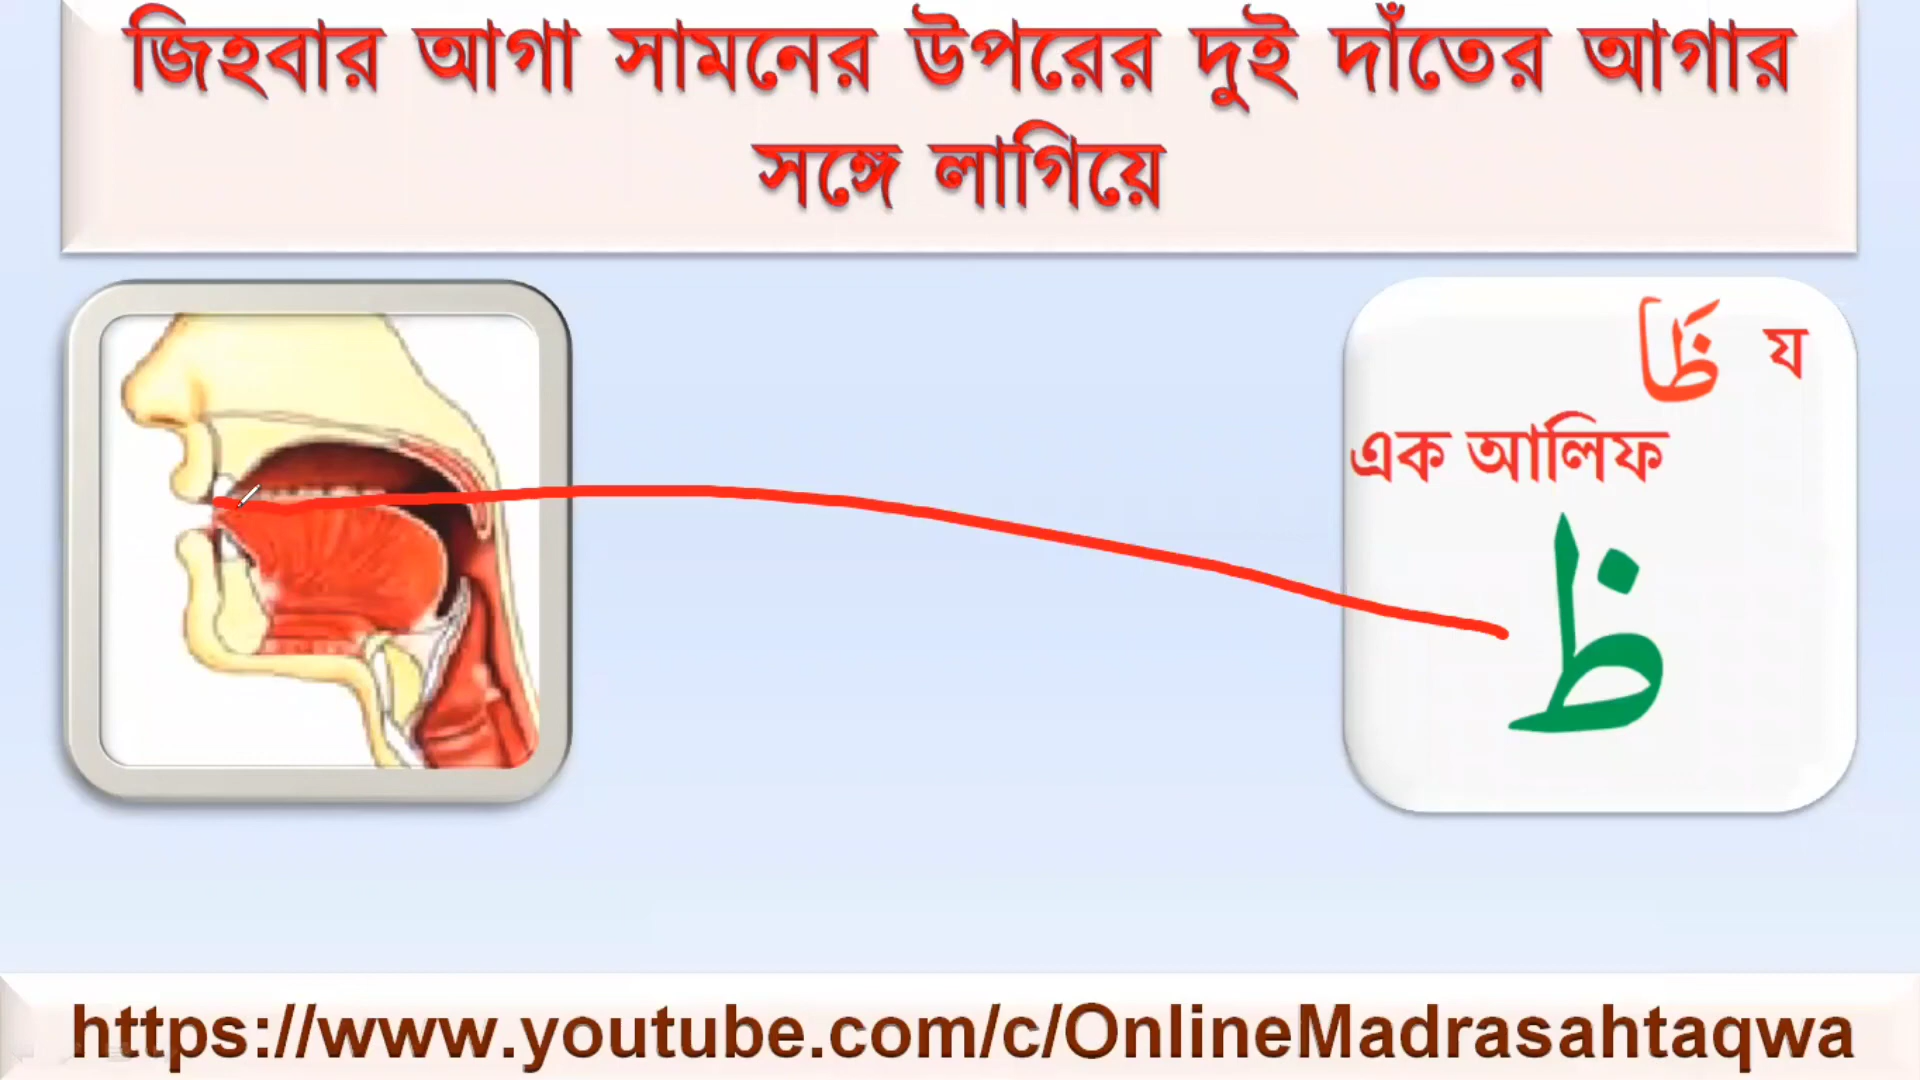 জিহবার আগা সামনের উপরের দুই দাঁতের আগার
সঙ্গে লাগিয়ে
ظَا য
এক আলিফ
ظ
https://www.youtube.com/c/OnlineMadrasahtaqwa